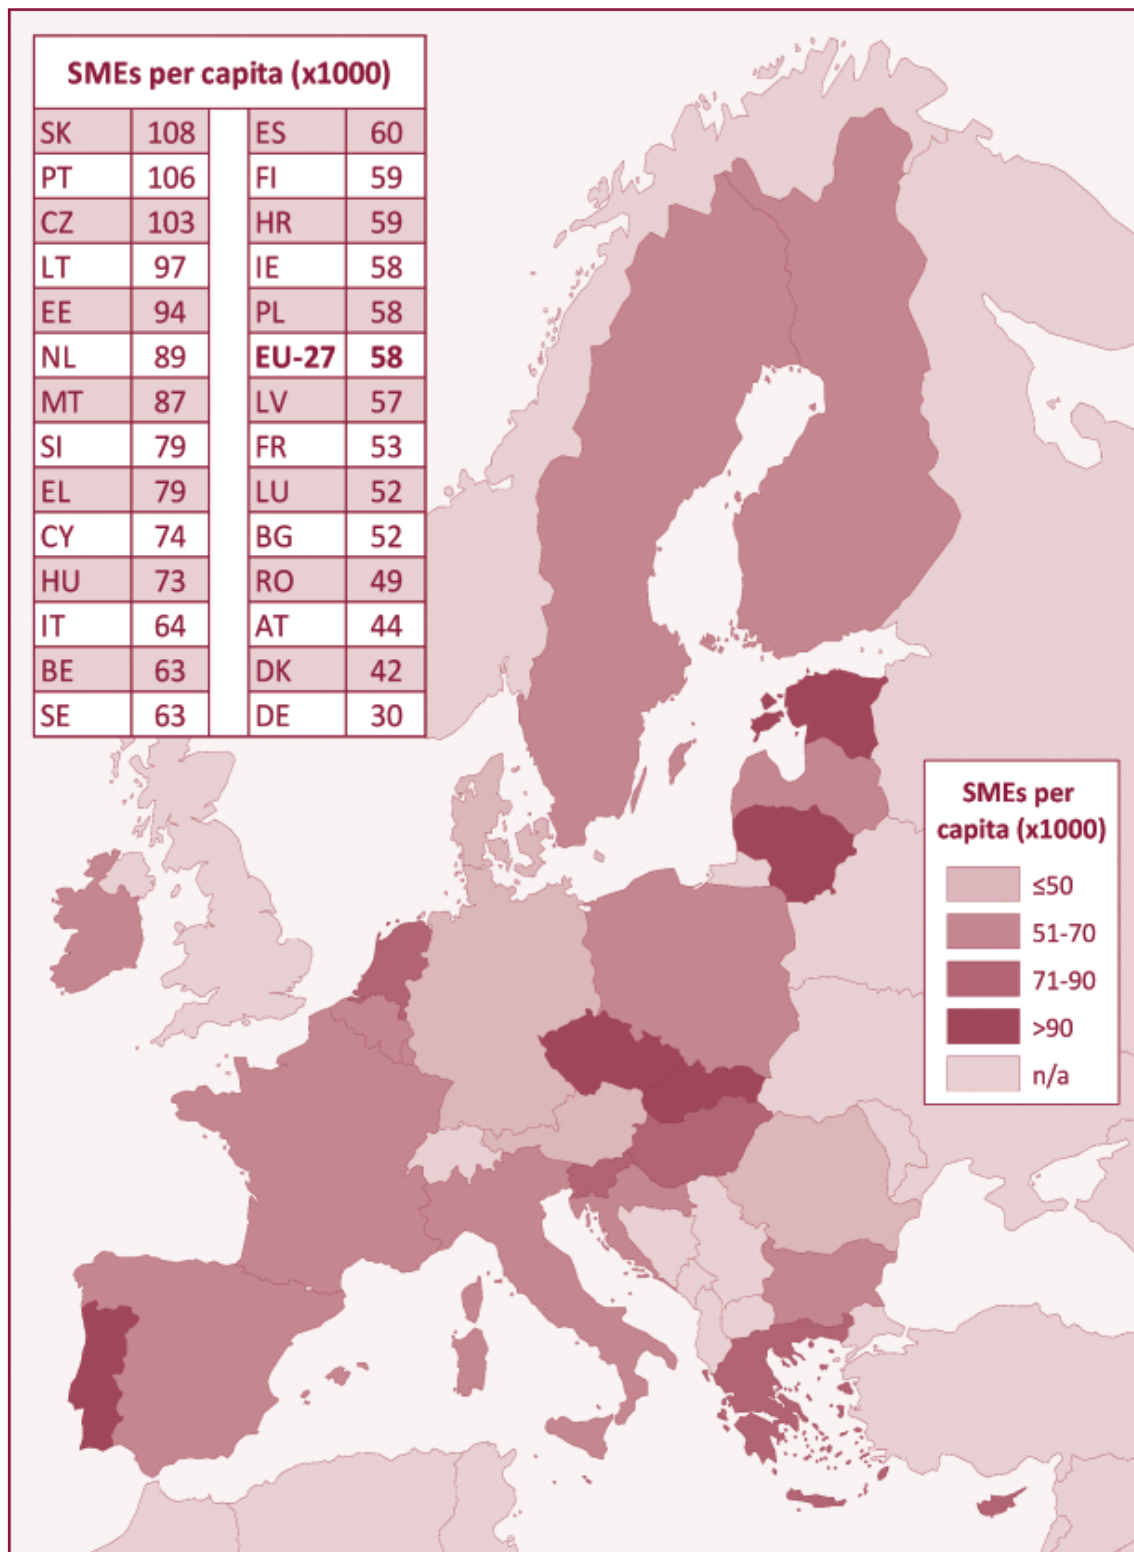 SMEs per capita (x1000)
SK 108 ES 60
PT 106 FI 59
CZ 103 HR 59
LT 97 IE 58
EE 94 PL 58
NL 89 EU-27 58
MT 87 LV 57
SI 79 FR 53
EL 79 LU 52
CY 74 BG 52
HU 73 RO 49
IT 64 AT 44
BE 63 DK 42
SE 63 DE 30
SMEs per
capita (x1000)
≤50
51-70
71-90
>90
n/a